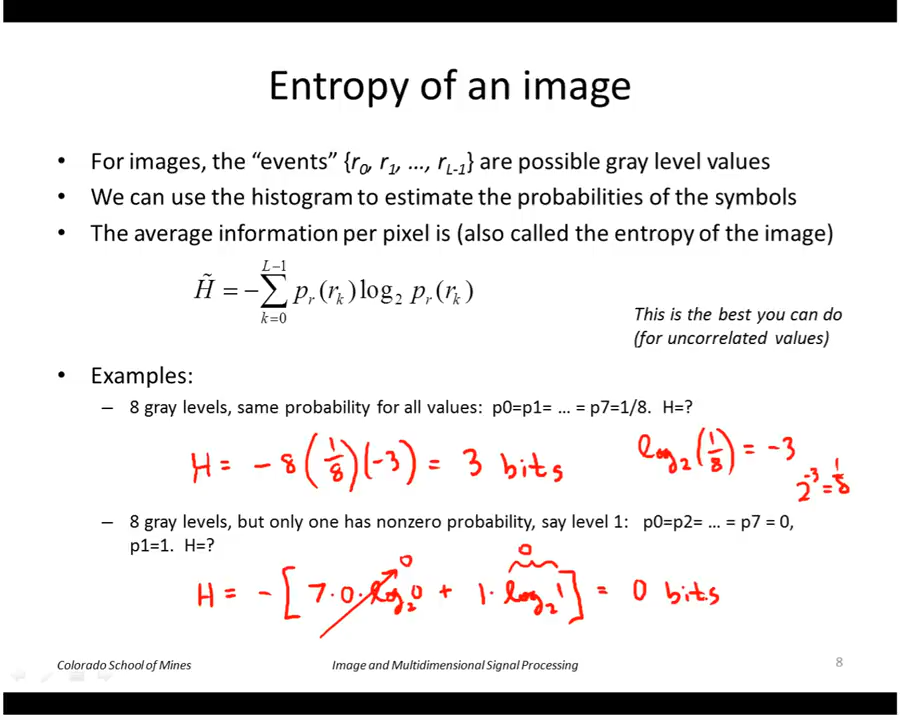 Entropy of an image
• For images, the “events” {r0, r1, …, rL-1} are possible gray level values
• We can use the histogram to estimate the probabilities of the symbols
• The average information per pixel is (also called the entropy of the image)
H̃ = −∑_{k=0}^{L−1} p_r(r_k) log₂ p_r(r_k)
This is the best you can do
(for uncorrelated values)
• Examples:
– 8 gray levels, same probability for all values: p0=p1= … = p7=1/8. H=?
H = −8 (1/8)(−3) = 3 bits
log₂(1/8) = −3
2⁻³ = 1/8
– 8 gray levels, but only one has nonzero probability, say level 1: p0=p2= … = p7 = 0,
p1=1. H=?
0
0
H = −[7·0·log₂0 + 1·log₂1] = 0 bits
Colorado School of Mines
Image and Multidimensional Signal Processing
8